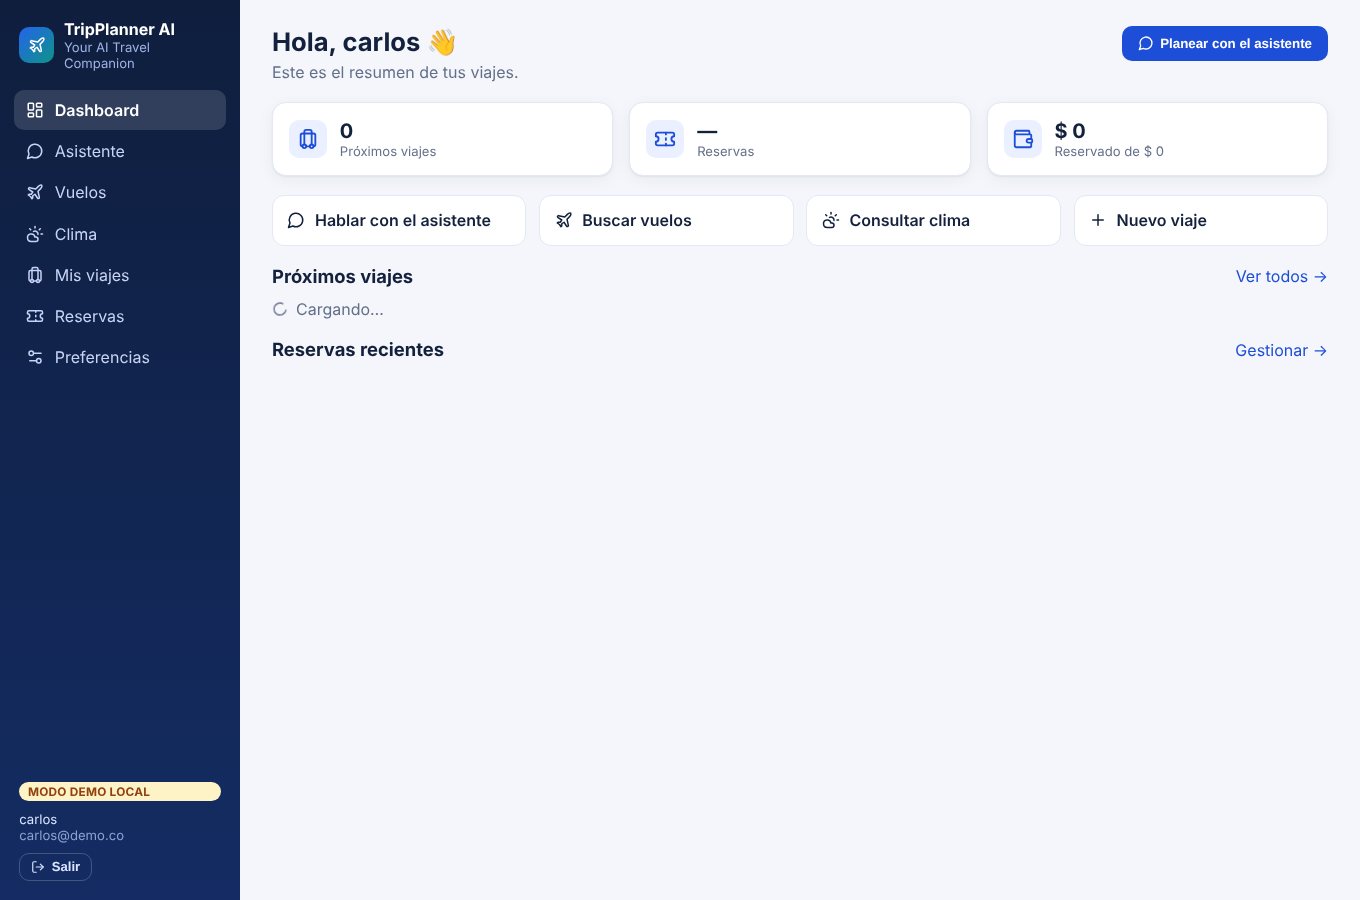 TripPlanner AI
Your AI Travel
Companion
Dashboard
Asistente
Vuelos
Clima
Mis viajes
Reservas
Preferencias
MODO DEMO LOCAL
carlos
carlos@demo.co
Salir
Hola, carlos 👋
Este es el resumen de tus viajes.
Planear con el asistente
0
Próximos viajes
—
Reservas
$ 0
Reservado de $ 0
Hablar con el asistente
Buscar vuelos
Consultar clima
Nuevo viaje
Próximos viajes
Ver todos →
Cargando...
Reservas recientes
Gestionar →